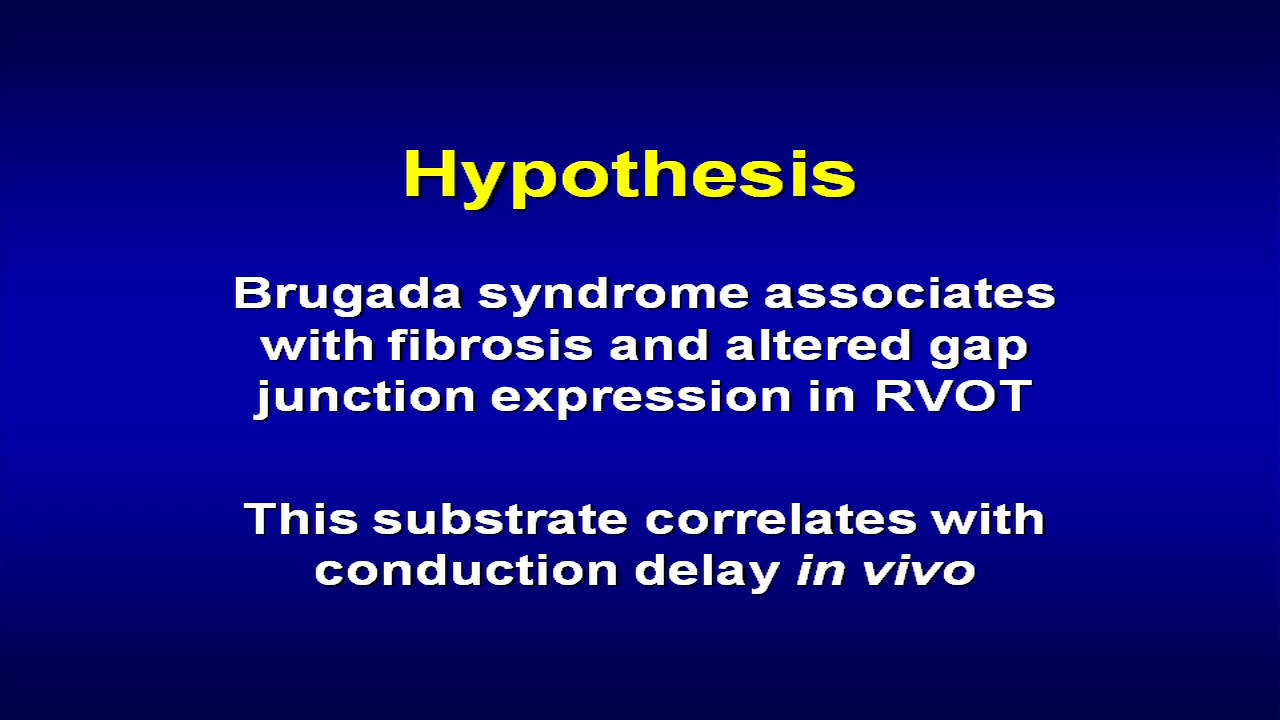 Hypothesis
Brugada syndrome associates
with fibrosis and altered gap
junction expression in RVOT
This substrate correlates with
conduction delay in vivo